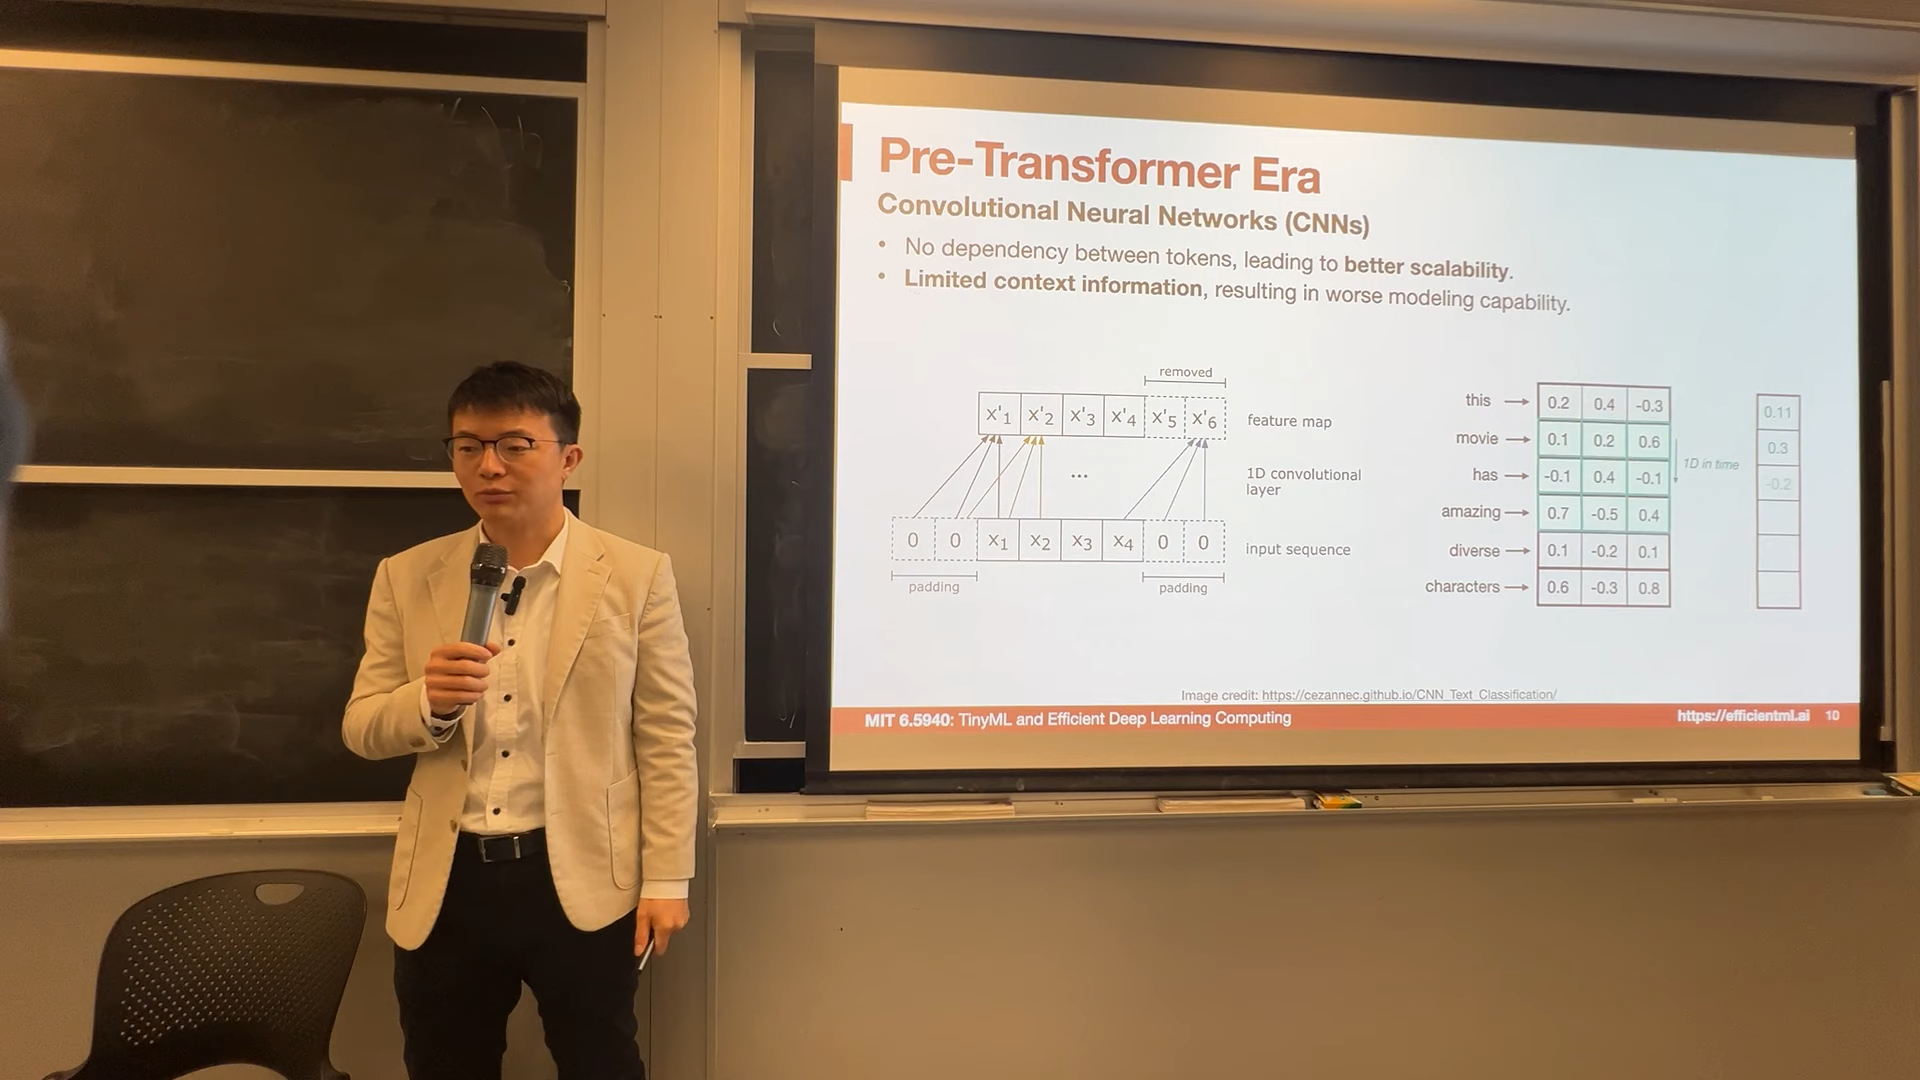 Pre-Transformer Era
Convolutional Neural Networks (CNNs)
• No dependency between tokens, leading to better scalability.
• Limited context information, resulting in worse modeling capability.
removed
x'1 x'2 x'3 x'4 x'5 x'6
feature map
...
1D convolutional
layer
0 0 x1 x2 x3 x4 0 0
input sequence
padding
padding
this 0.2 0.4 -0.3
movie 0.1 0.2 0.6
has -0.1 0.4 -0.1
amazing 0.7 -0.5 0.4
diverse 0.1 -0.2 0.1
characters 0.6 -0.3 0.8
1D in time
0.11
0.3
-0.2
Image credit: https://cezannec.github.io/CNN_Text_Classification/
MIT 6.5940: TinyML and Efficient Deep Learning Computing
https://efficientml.ai 10